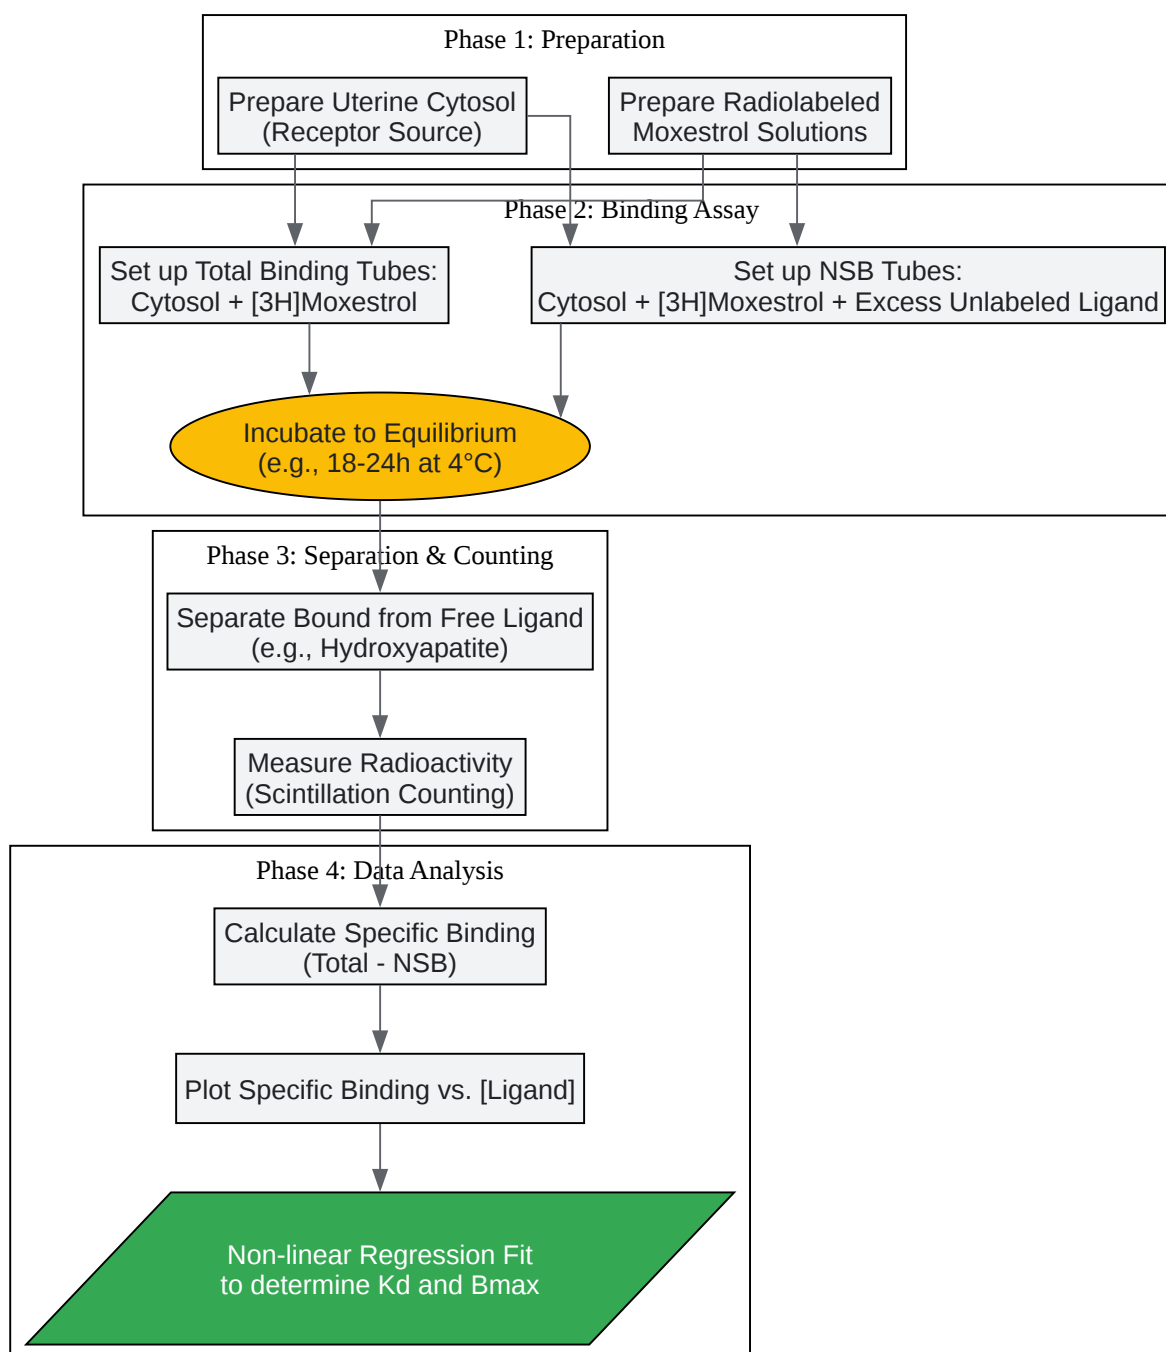 Phase 1: Preparation
Prepare Uterine Cytosol
(Receptor Source)
Prepare Radiolabeled
Moxestrol Solutions
Phase 2: Binding Assay
Set up Total Binding Tubes:
Cytosol + [3H]Moxestrol
Set up NSB Tubes:
Cytosol + [3H]Moxestrol + Excess Unlabeled Ligand
Incubate to Equilibrium
(e.g., 18-24h at 4°C)
Phase 3: Separation & Counting
Separate Bound from Free Ligand
(e.g., Hydroxyapatite)
Measure Radioactivity
(Scintillation Counting)
Phase 4: Data Analysis
Calculate Specific Binding
(Total - NSB)
Plot Specific Binding vs. [Ligand]
Non-linear Regression Fit
to determine Kd and Bmax